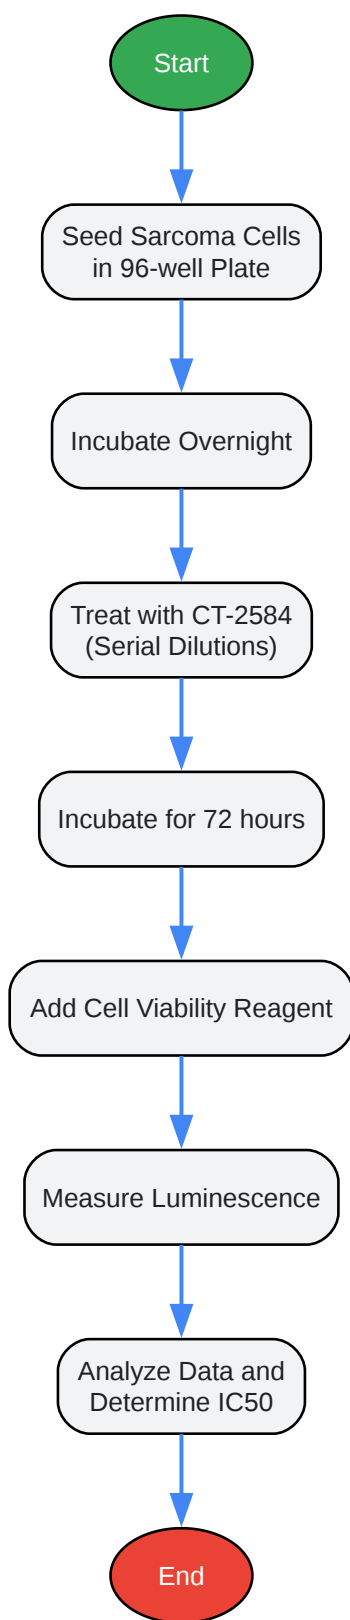 Start
Seed Sarcoma Cells
in 96-well Plate
Incubate Overnight
Treat with CT-2584
(Serial Dilutions)
Incubate for 72 hours
Add Cell Viability Reagent
Measure Luminescence
Analyze Data and
Determine IC50
End